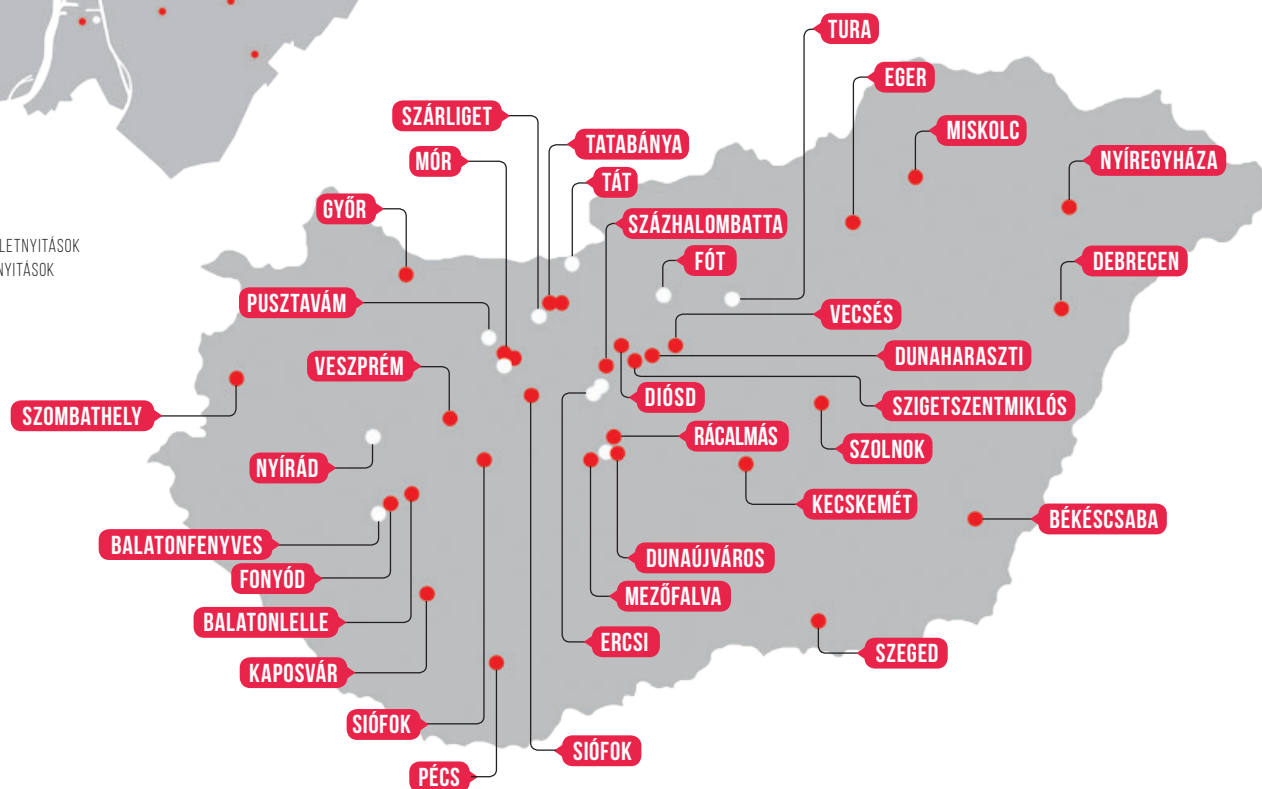 TURA
EGER
SZÁRLIGET
MISKOLC
TATABÁNYA
MÓR
NYÍREGYHÁZA
TÁT
GYŐR
SZÁZHALOMBATTA
LETNYITÁSOK
NYITÁSOK
FÓT
DEBRECEN
PUSZTAVÁM
VECSÉS
VESZPRÉM
DUNAHARASZTI
DIÓSD
SZIGETSZENTMIKLÓS
SZOMBATHELY
RÁCALMÁS
SZOLNOK
NYÍRÁD
KECSKEMÉT
BÉKÉSCSABA
BALATONFENYVES
DUNAÚJVÁROS
FONYÓD
MEZŐFALVA
BALATONLELLE
ERCSI
SZEGED
KAPOSVÁR
SIÓFOK
SIÓFOK
PÉCS